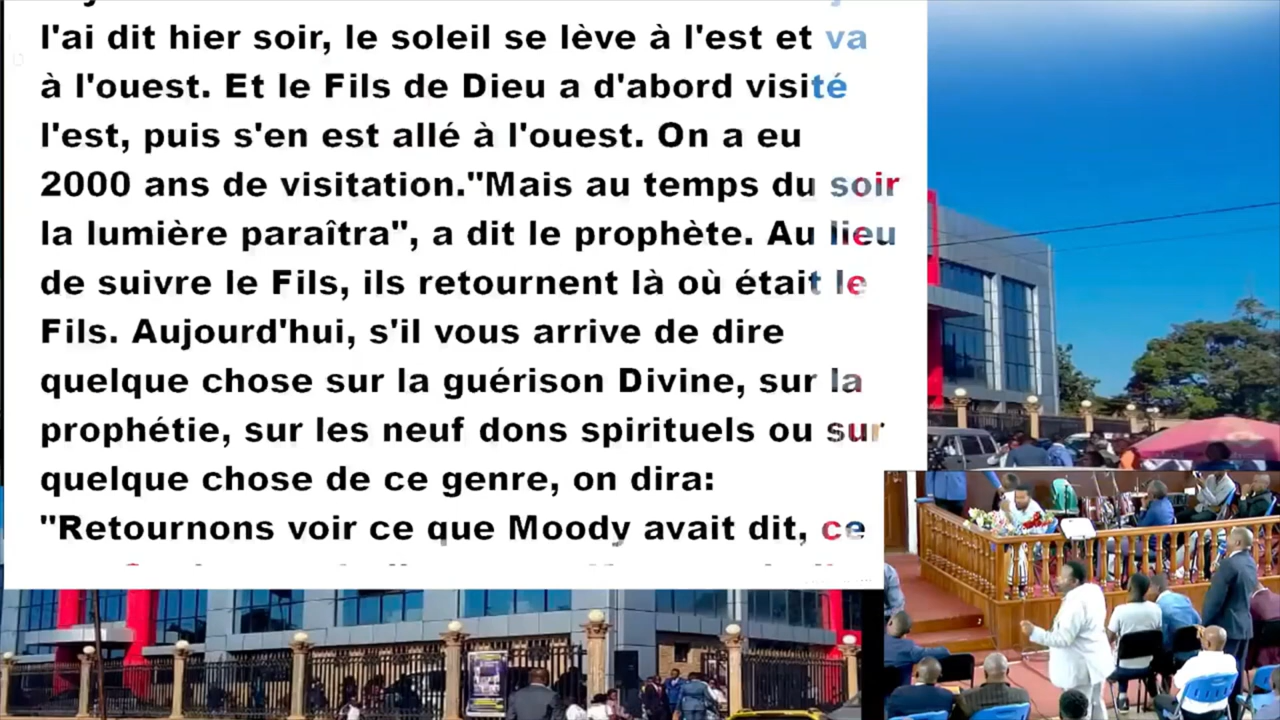 l'ai dit hier soir, le soleil se lève à l'est et va
à l'ouest. Et le Fils de Dieu a d'abord visité
l'est, puis s'en est allé à l'ouest. On a eu
2000 ans de visitation."Mais au temps du soir
la lumière paraîtra", a dit le prophète. Au lieu
de suivre le Fils, ils retournent là où était le
Fils. Aujourd'hui, s'il vous arrive de dire
quelque chose sur la guérison Divine, sur la
prophétie, sur les neuf dons spirituels ou sur
quelque chose de ce genre, on dira:
"Retournons voir ce que Moody avait dit, ce